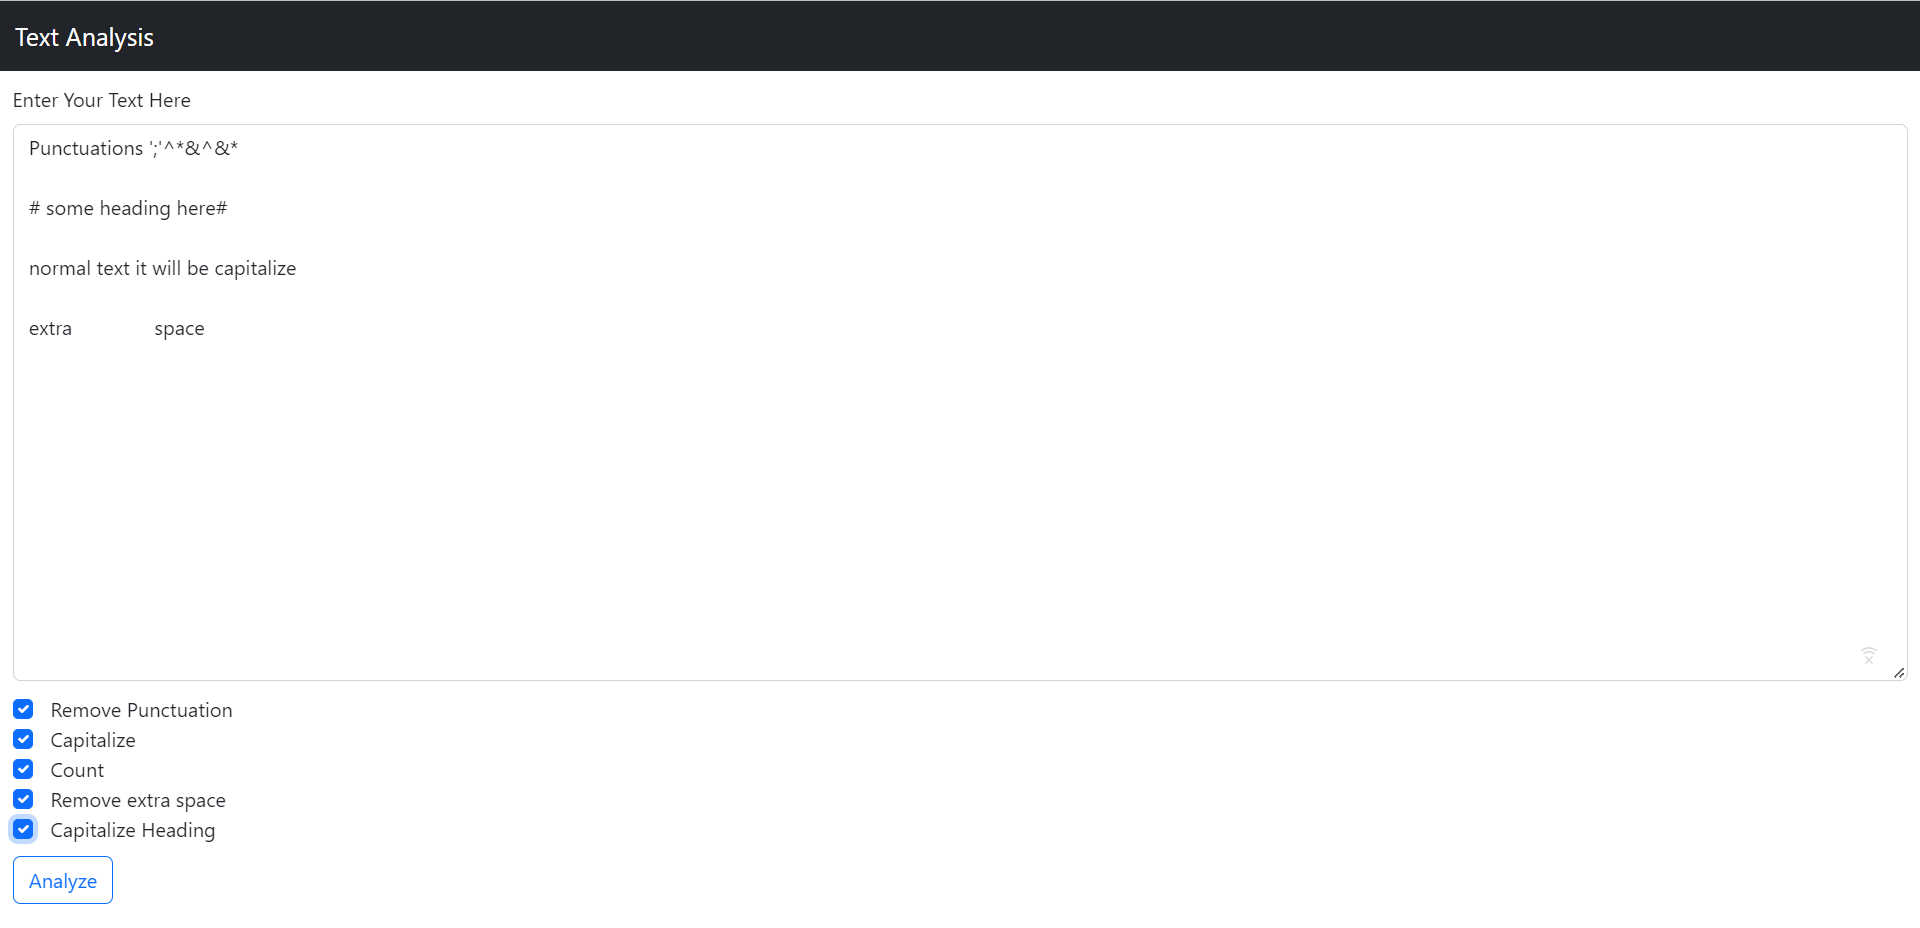 Text Analysis
Enter Your Text Here
Punctuations ';'^*&^&*
# some heading here#
normal text it will be capitalize
extra               space
Remove Punctuation
Capitalize
Count
Remove extra space
Capitalize Heading
Analyze